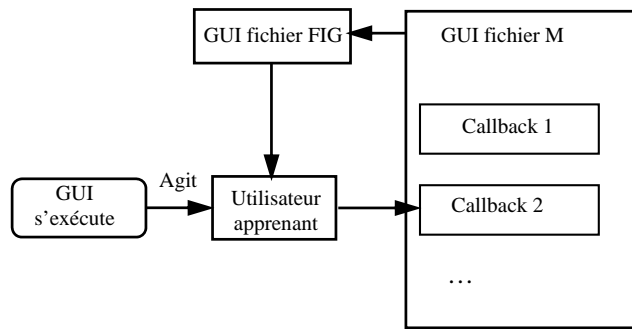 GUI fichier FIG
GUI fichier M
Callback 1
Agit
GUI
s’exécute
Utilisateur
apprenant
Callback 2
…